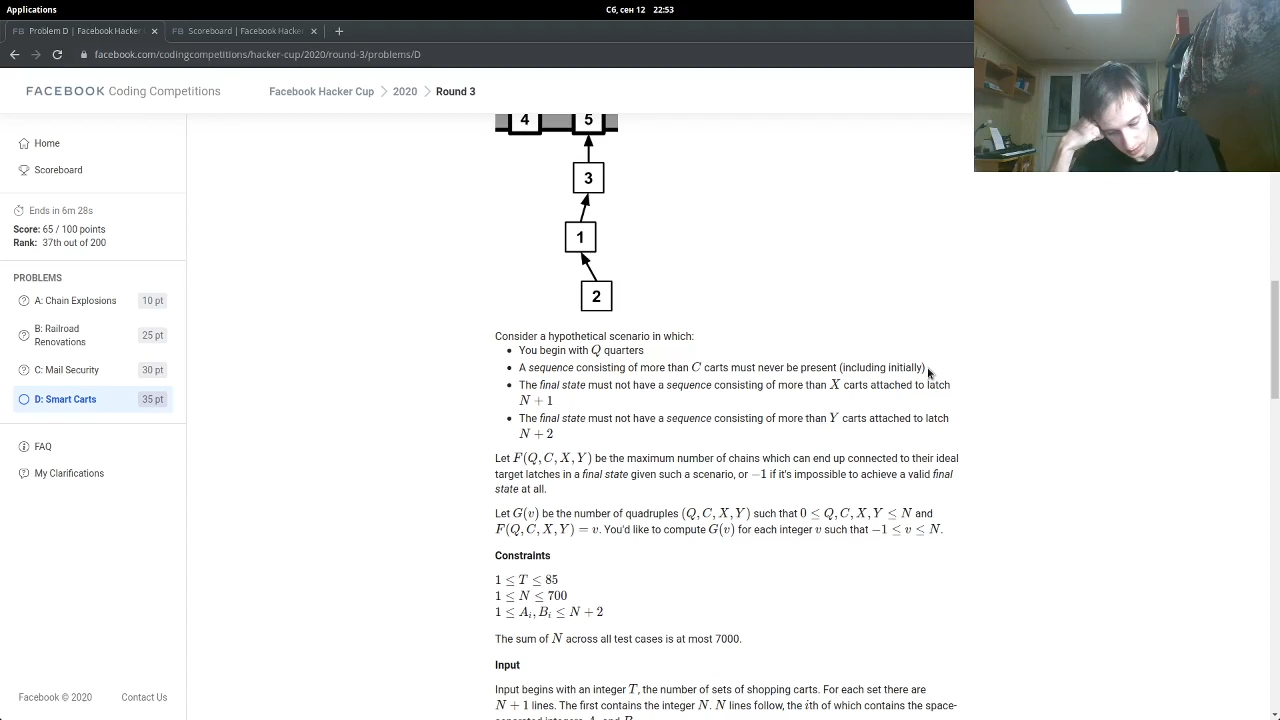 Applications
Сб, сен 12 22:53
Problem D | Facebook Hacker
Scoreboard | Facebook Hacker
facebook.com/codingcompetitions/hacker-cup/2020/round-3/problems/D
FACEBOOK Coding Competitions
Facebook Hacker Cup
2020
Round 3
Home
Scoreboard
Ends in 6m 28s
Score: 65 / 100 points
Rank: 37th out of 200
PROBLEMS
A: Chain Explosions 10 pt
B: Railroad Renovations 25 pt
C: Mail Security 30 pt
D: Smart Carts 35 pt
FAQ
My Clarifications
Facebook © 2020
Contact Us
4 5
3
1
2
Consider a hypothetical scenario in which:
• You begin with Q quarters
• A sequence consisting of more than C carts must never be present (including initially)
• The final state must not have a sequence consisting of more than X carts attached to latch
N + 1
• The final state must not have a sequence consisting of more than Y carts attached to latch
N + 2
Let F(Q, C, X, Y) be the maximum number of chains which can end up connected to their ideal
target latches in a final state given such a scenario, or −1 if it's impossible to achieve a valid final
state at all.
Let G(v) be the number of quadruples (Q, C, X, Y) such that 0 ≤ Q, C, X, Y ≤ N and
F(Q, C, X, Y) = v. You'd like to compute G(v) for each integer v such that −1 ≤ v ≤ N.
Constraints
1 ≤ T ≤ 85
1 ≤ N ≤ 700
1 ≤ Ai, Bi ≤ N + 2
The sum of N across all test cases is at most 7000.
Input
Input begins with an integer T, the number of sets of shopping carts. For each set there are
N + 1 lines. The first contains the integer N. N lines follow, the ith of which contains the space-